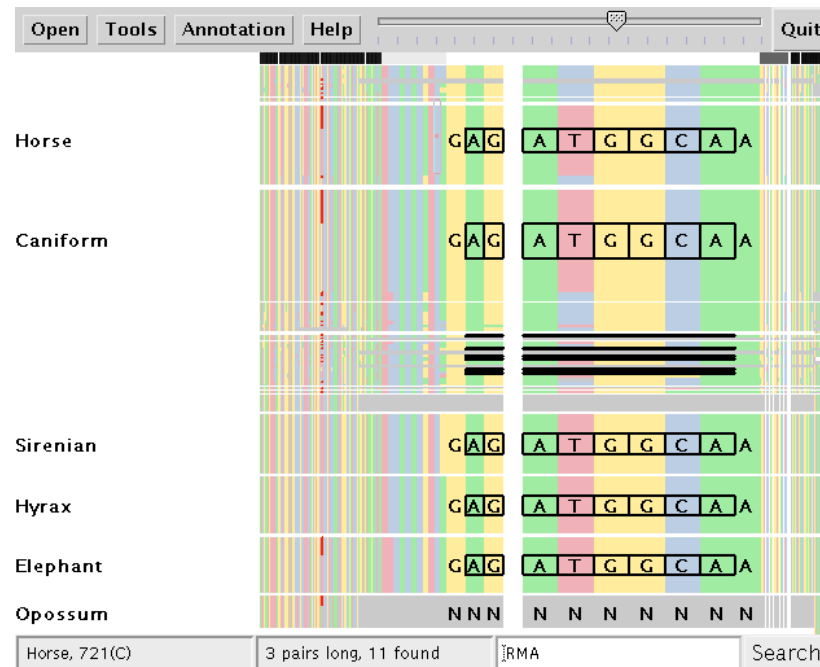 Open Tools Annotation Help Quit
Horse GAG ATGGCAA
Caniform GAG ATGGCAA
Sirenian GAG ATGGCAA
Hyrax GAG ATGGCAA
Elephant GAG ATGGCAA
Opossum NNN NNNNNNN
Horse, 721(C) 3 pairs long, 11 found RMA Search